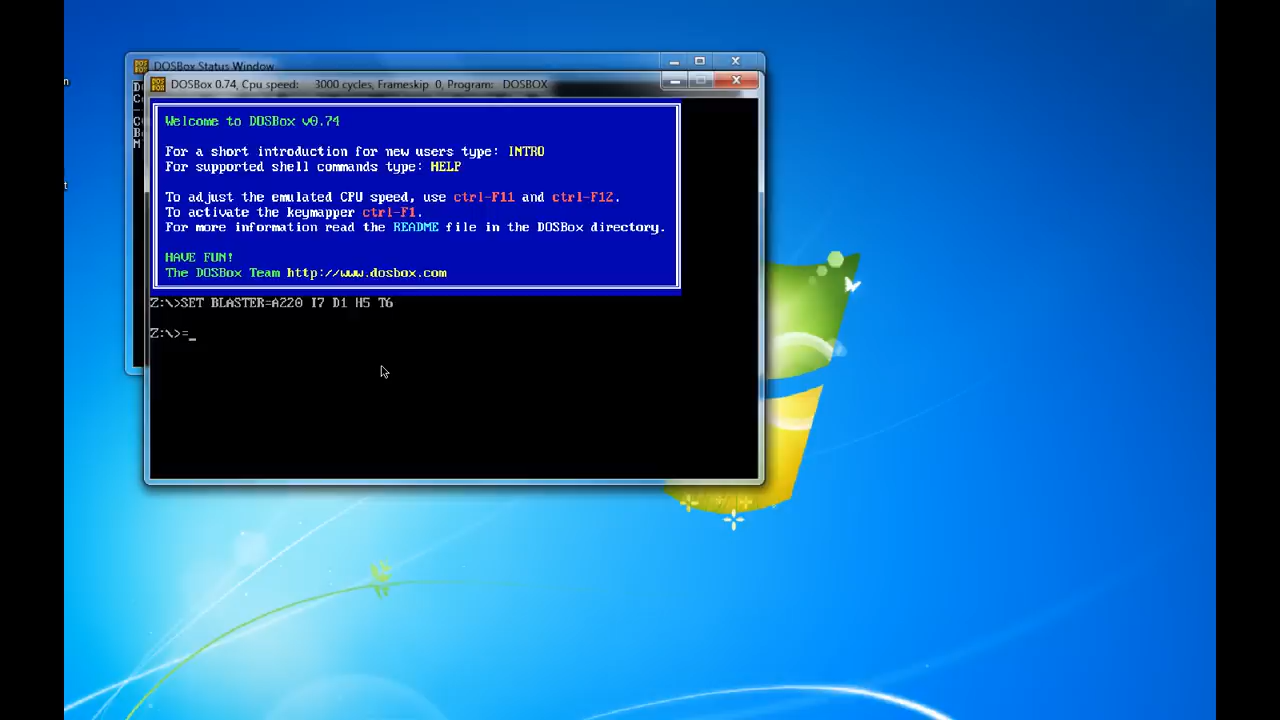 n
t
DOSBox Status Window
DOSBox 0.74, Cpu speed: 3000 cycles, Frameskip 0, Program: DOSBOX
Welcome to DOSBox v0.74
For a short introduction for new users type: INTRO
For supported shell commands type: HELP
To adjust the emulated CPU speed, use ctrl-F11 and ctrl-F12.
To activate the keymapper ctrl-F1.
For more information read the README file in the DOSBox directory.
HAVE FUN!
The DOSBox Team http://www.dosbox.com
Z:\>SET BLASTER=A220 I7 D1 H5 T6
Z:\>=_